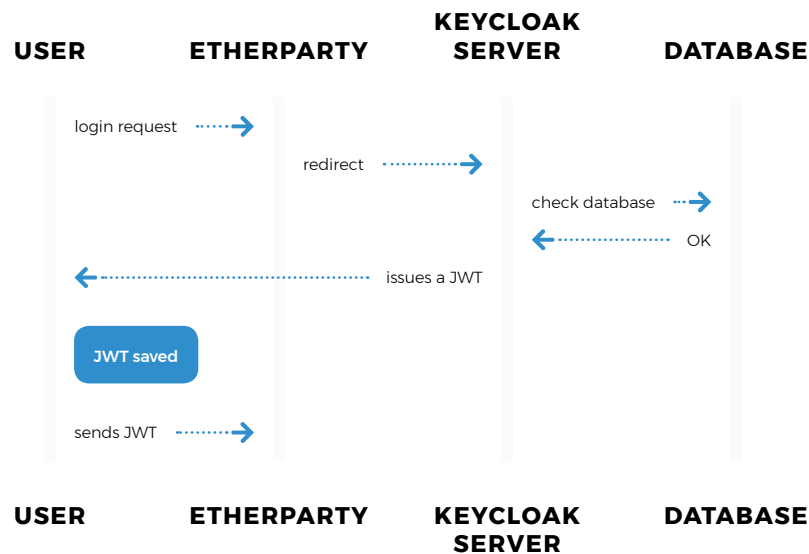 USER ETHERPARTY KEYCLOAK SERVER DATABASE
login request
redirect
check database
OK
issues a JWT
JWT saved
sends JWT
USER ETHERPARTY KEYCLOAK SERVER DATABASE